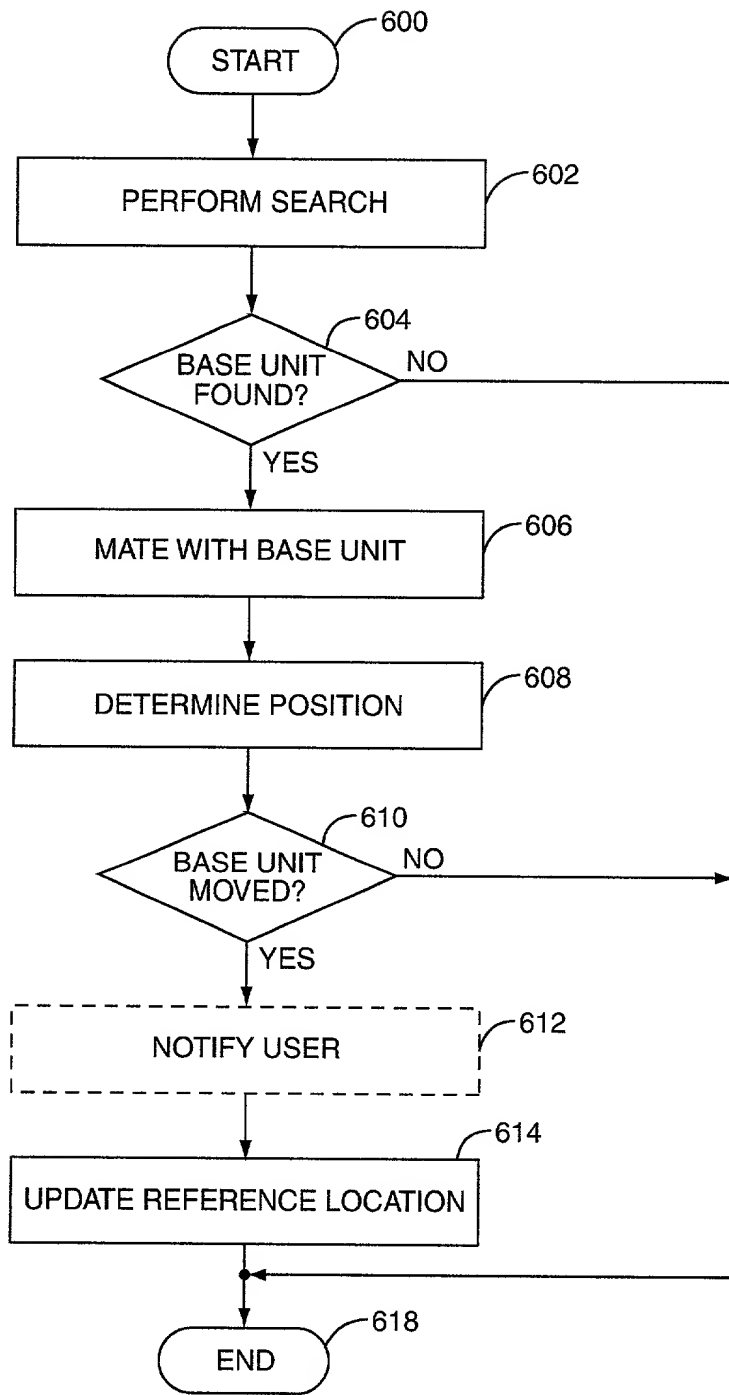 600
START
602
PERFORM SEARCH
604
BASE UNIT
FOUND?
NO
YES
606
MATE WITH BASE UNIT
608
DETERMINE POSITION
610
BASE UNIT
MOVED?
NO
YES
612
NOTIFY USER
614
UPDATE REFERENCE LOCATION
618
END